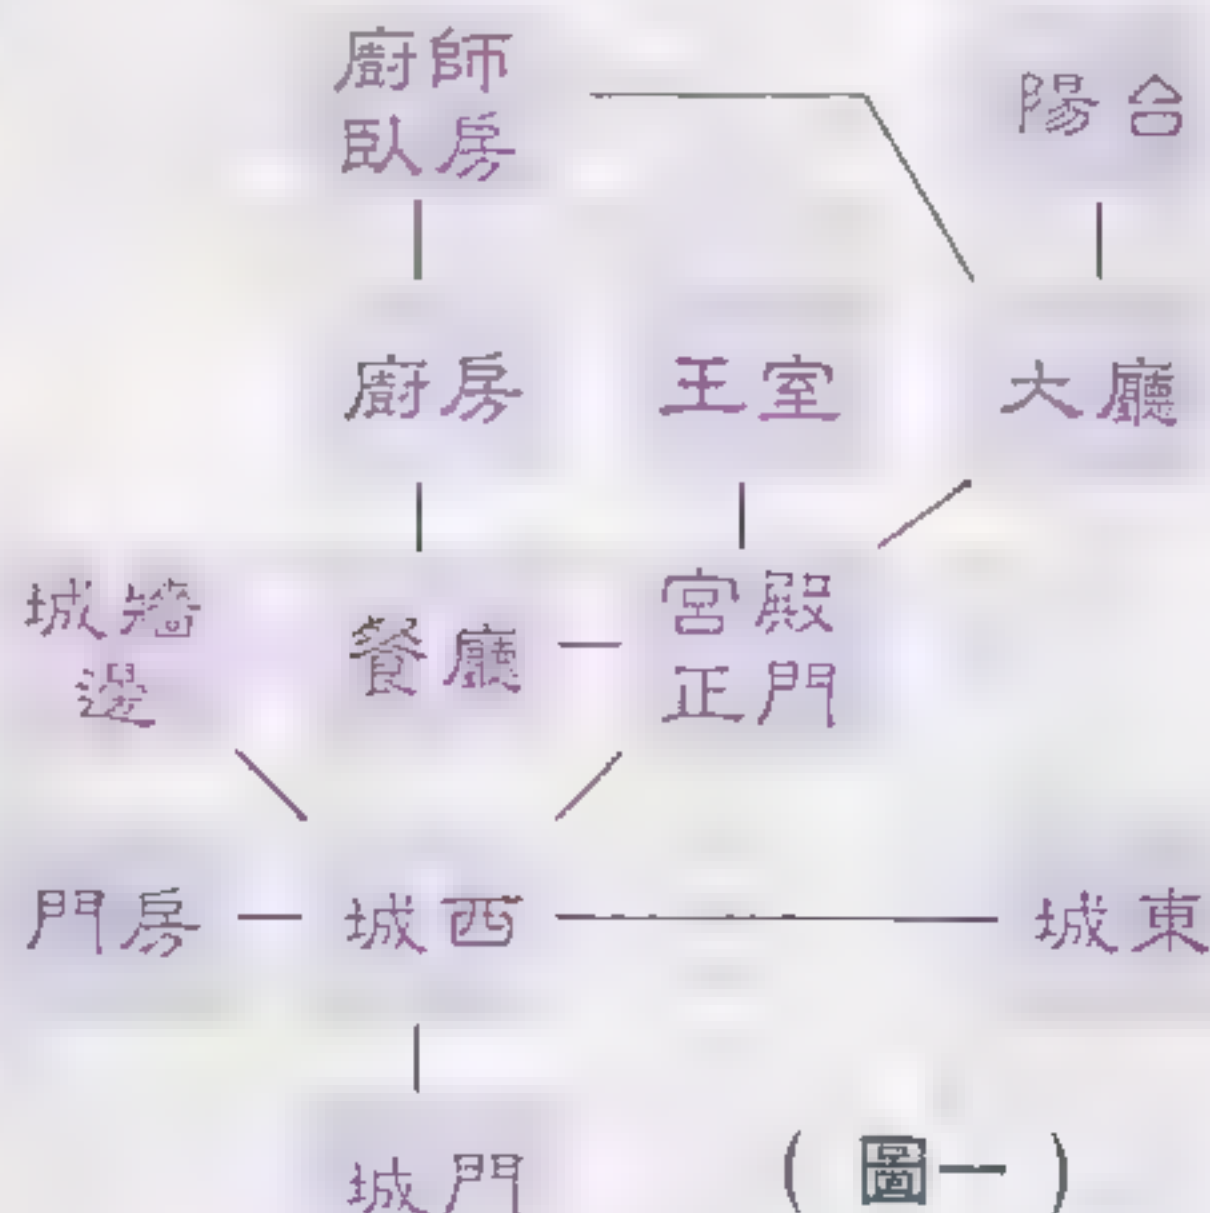 廚師
臥房
陽台
廚房
王室
大廳
城牆
邊
餐廳
宮殿
正門
門房
城西
城東
城門
(圖一)